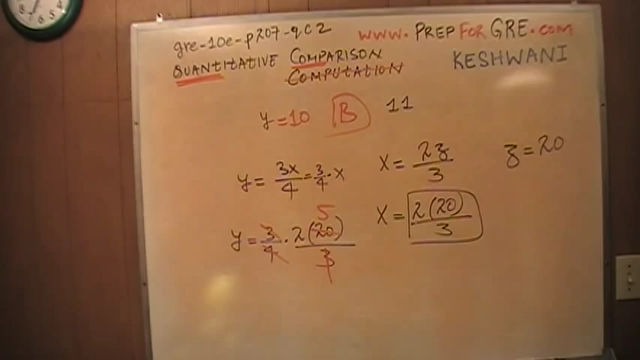 gre-10e-p207-qc2
www.PREPFORGRE.com
QUANTITATIVE COMPARISON
COMPUTATION
KESHWANI
y=10 B 11
y = 3x/4 = 3/4 · x
x = 2z/3
z = 20
y = 3/4 · 2(20)/3
5
x = 2(20)/3